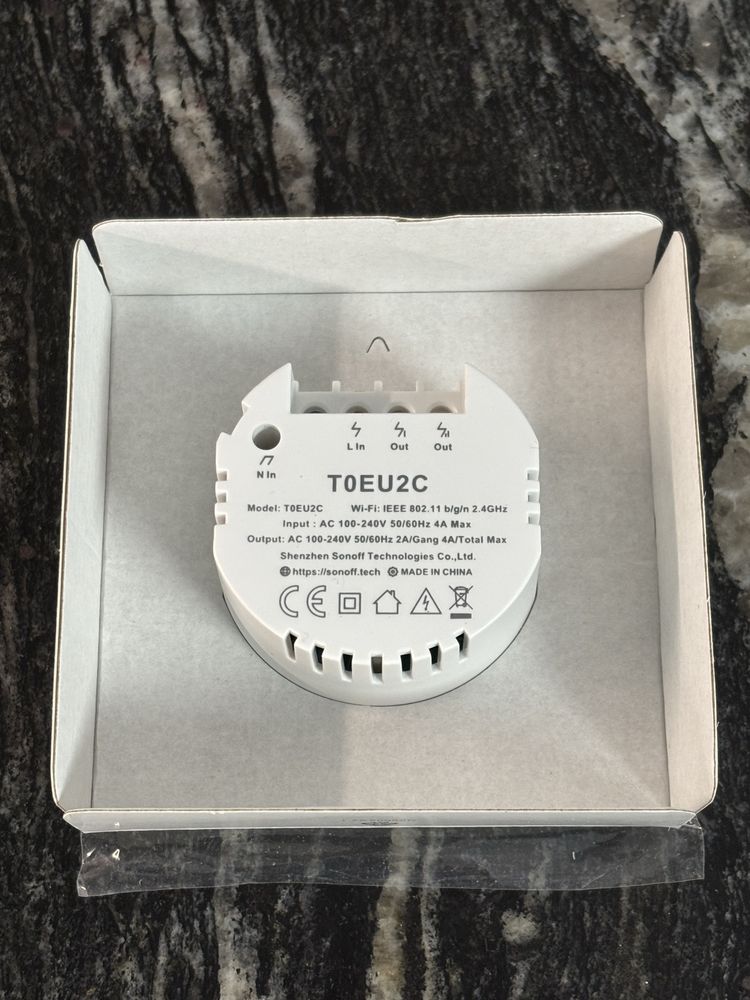 L In Out Out
N In
T0EU2C
Model: T0EU2C Wi-Fi: IEEE 802.11 b/g/n 2.4GHz
Input : AC 100-240V 50/60Hz 4A Max
Output: AC 100-240V 50/60Hz 2A/Gang 4A/Total Max
Shenzhen Sonoff Technologies Co.,Ltd.
https://sonoff.tech MADE IN CHINA
CE